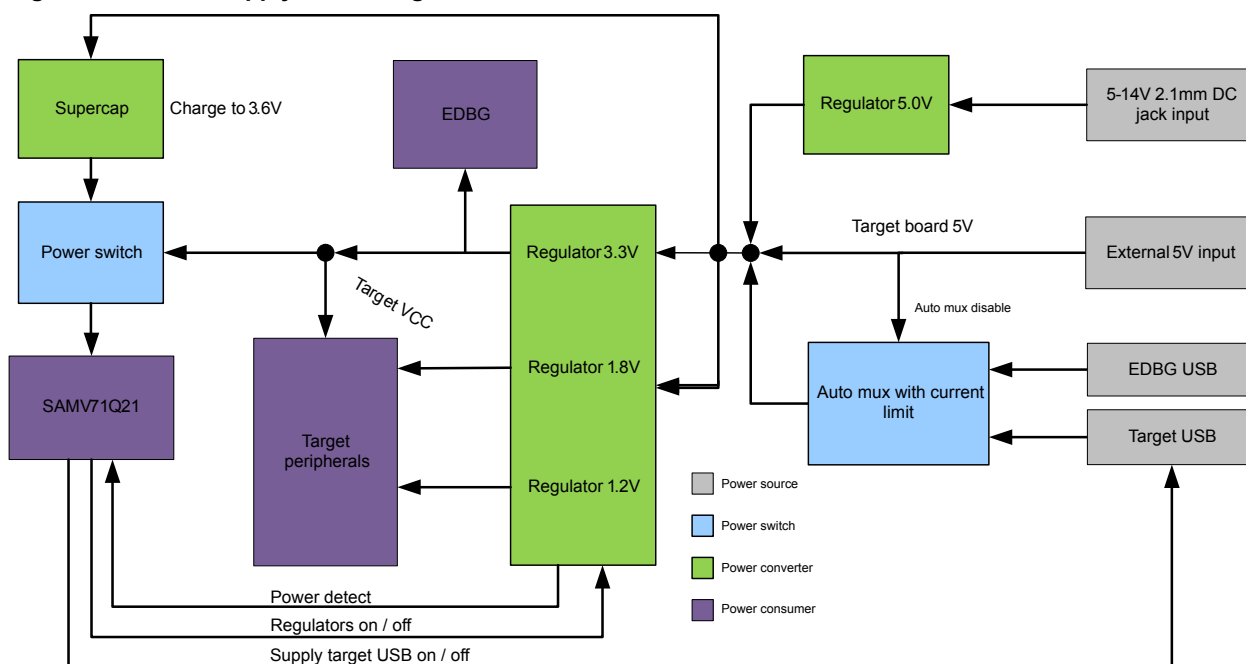 Supercap
Charge to 3.6V
EDBG
Regulator 5.0V
5-14V 2.1mm DC
jack input
Power switch
Regulator 3.3V
Target board 5V
External 5V input
Target VCC
Auto mux disable
SAMV71Q21
Target
peripherals
Regulator 1.8V
Auto mux with current
limit
EDBG USB
Target USB
Regulator 1.2V
Power source
Power switch
Power converter
Power consumer
Power detect
Regulators on / off
Supply target USB on / off